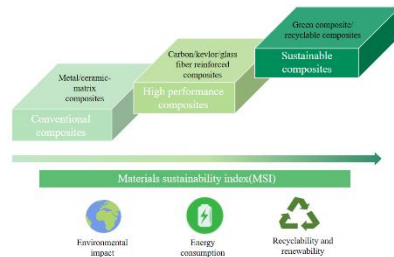 Green composite/
recyclable composites
Carbon/kevlor/glass
fiber reinforced
composites
Sustainable
composites
Metal/ceramic-
matrix
composites
High performance
composites
Conventional
composites
Materials sustainability index(MSI)
Environmental
impact
Energy
consumption
Recyclability and
renewability